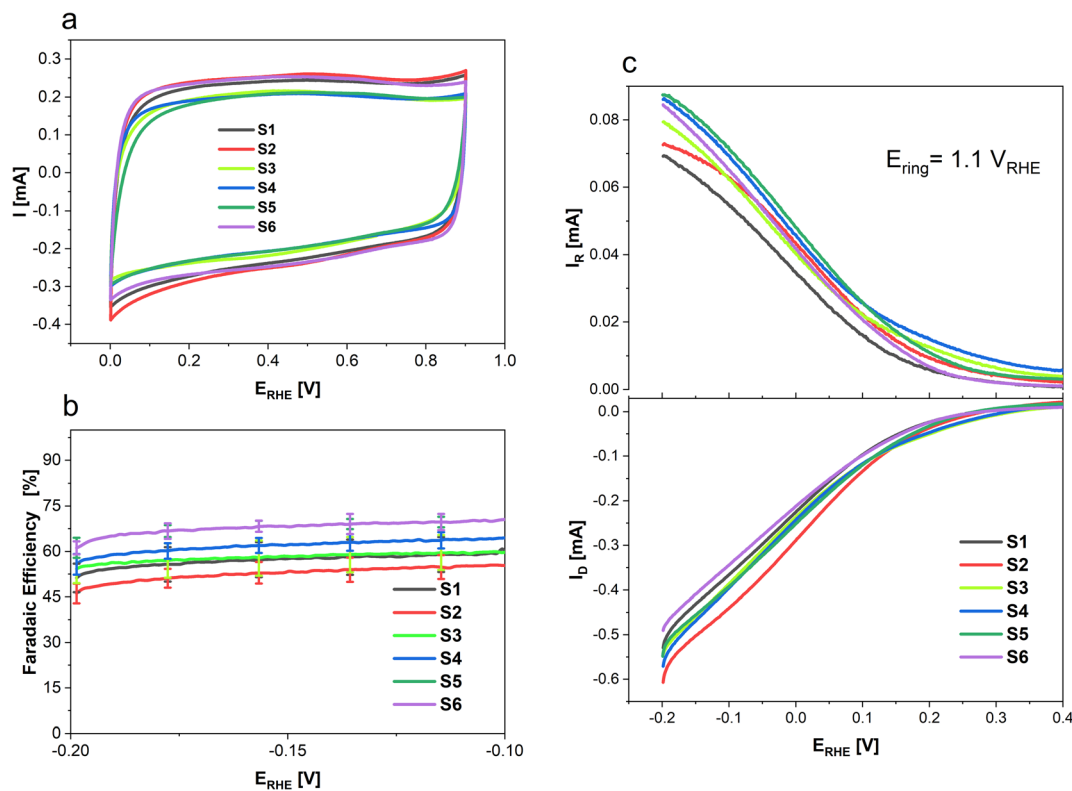 a
0.3
0.2
0.1
0.0
-0.1
-0.2
-0.3
-0.4
I [mA]
S1
S2
S3
S4
S5
S6
0.0 0.2 0.4 0.6 0.8 1.0
E_RHE [V]
b
90
75
60
45
30
15
0
Faradaic Efficiency [%]
S1
S2
S3
S4
S5
S6
-0.20 -0.15 -0.10
E_RHE [V]
c
0.08
0.06
0.04
0.02
0.00
I_R [mA]
E_ring= 1.1 V_RHE
0.0
-0.1
-0.2
-0.3
-0.4
-0.5
-0.6
I_D [mA]
S1
S2
S3
S4
S5
S6
-0.2 -0.1 0.0 0.1 0.2 0.3 0.4
E_RHE [V]